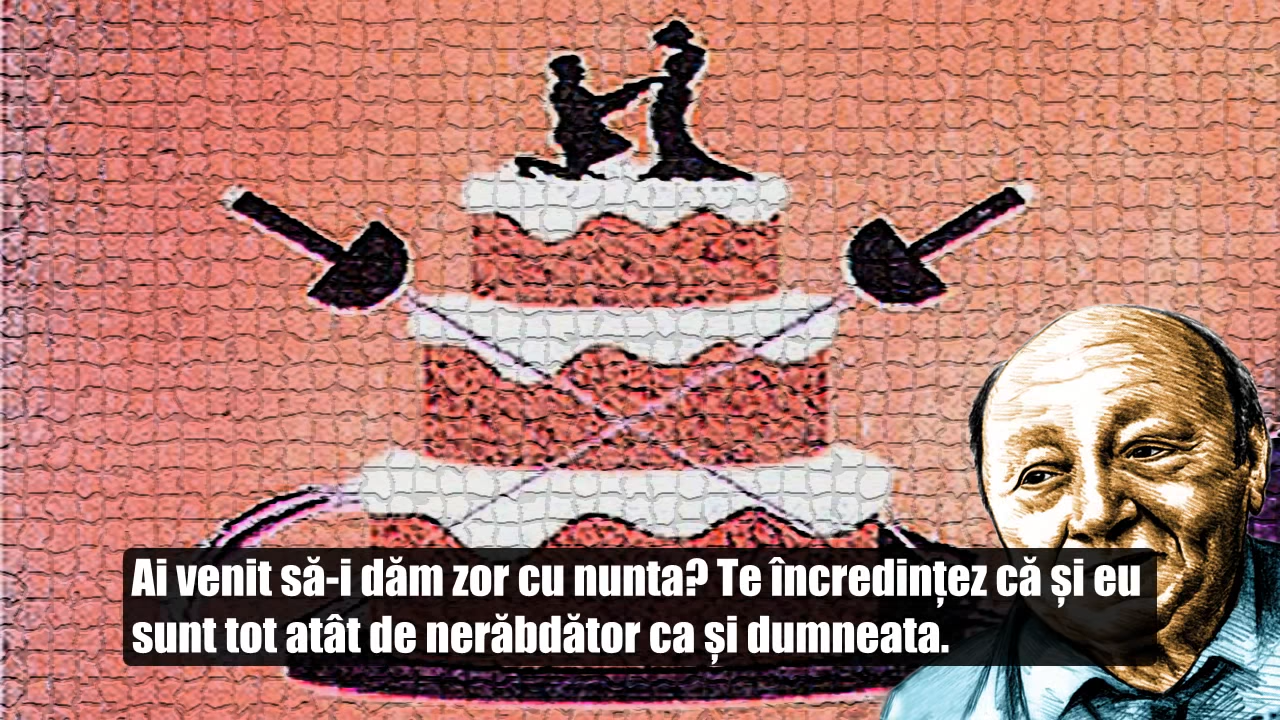 Ai venit să-i dăm zor cu nunta? Te încredințez că și eu
sunt tot atât de nerăbdător ca și dumneata.